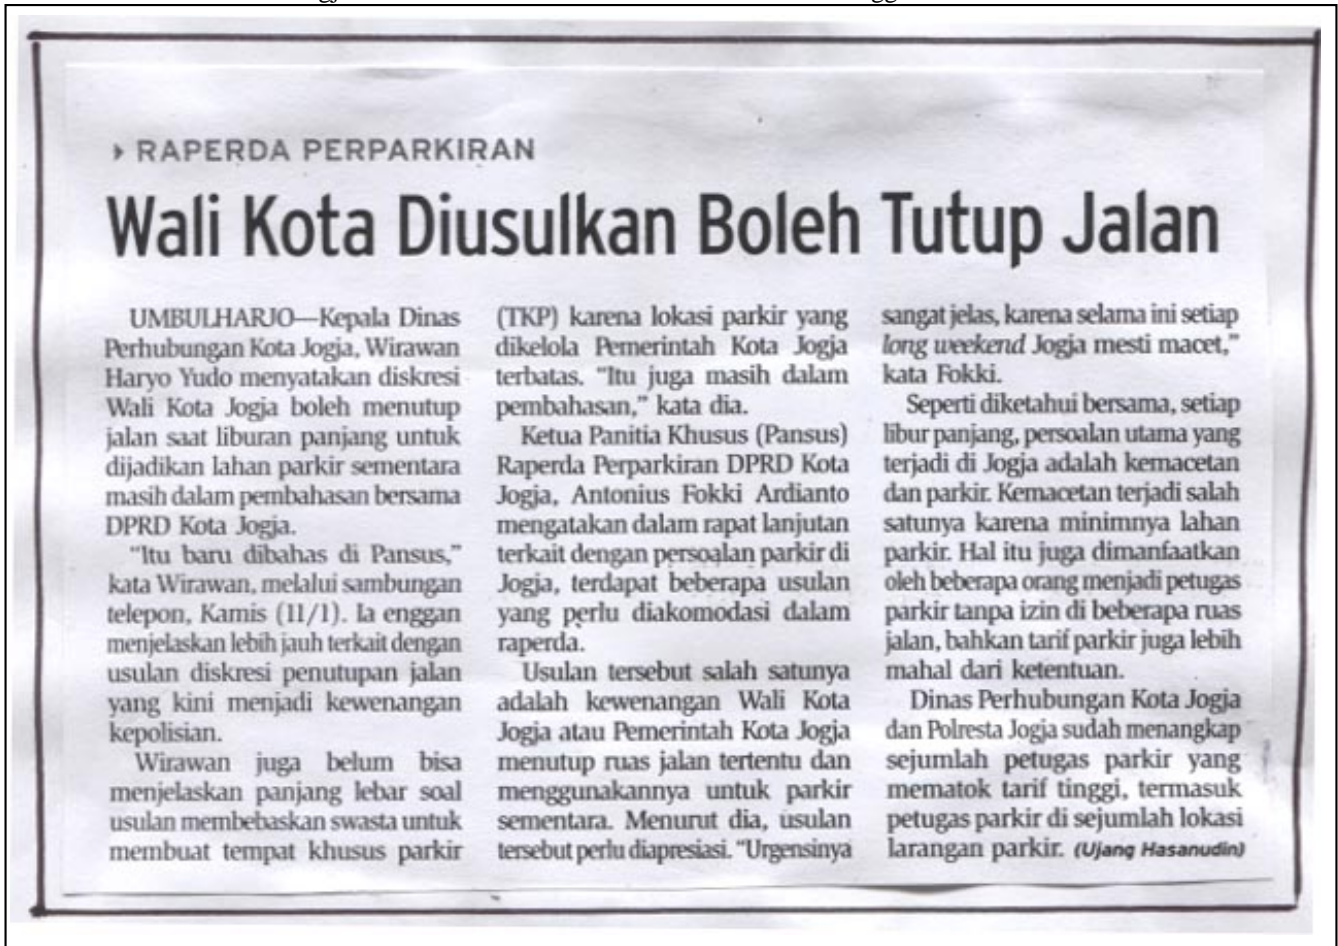 RAPERDA PERPARKIRAN
Wali Kota Diusulkan Boleh Tutup Jalan
UMBULHARJO—Kepala Dinas
Perhubungan Kota Jogja, Wirawan
Haryo Yudo menyatakan diskresi
Wali Kota Jogja boleh menutup
jalan saat liburan panjang untuk
dijadikan lahan parkir sementara
masih dalam pembahasan bersama
DPRD Kota Jogja.
"Itu baru dibahas di Pansus,"
kata Wirawan, melalui sambungan
telepon, Kamis (11/1). Ia enggan
menjelaskan lebih jauh terkait dengan
usulan diskresi penutupan jalan
yang kini menjadi kewenangan
kepolisian.
Wirawan juga belum bisa
menjelaskan panjang lebar soal
usulan membebaskan swasta untuk
membuat tempat khusus parkir
(TKP) karena lokasi parkir yang
dikelola Pemerintah Kota Jogja
terbatas. "Itu juga masih dalam
pembahasan," kata dia.
Ketua Panitia Khusus (Pansus)
Raperda Perparkiran DPRD Kota
Jogja, Antonius Fokki Ardianto
mengatakan dalam rapat lanjutan
terkait dengan persoalan parkir di
Jogja, terdapat beberapa usulan
yang perlu diakomodasi dalam
raperda.
Usulan tersebut salah satunya
adalah kewenangan Wali Kota
Jogja atau Pemerintah Kota Jogja
menutup ruas jalan tertentu dan
menggunakannya untuk parkir
sementara. Menurut dia, usulan
tersebut perlu diapresiasi. "Urgensinya
sangat jelas, karena selama ini setiap
long weekend Jogja mesti macet,"
kata Fokki.
Seperti diketahui bersama, setiap
libur panjang, persoalan utama yang
terjadi di Jogja adalah kemacetan
dan parkir. Kemacetan terjadi salah
satunya karena minimnya lahan
parkir. Hal itu juga dimanfaatkan
oleh beberapa orang menjadi petugas
parkir tanpa izin di beberapa ruas
jalan, bahkan tarif parkir juga lebih
mahal dari ketentuan.
Dinas Perhubungan Kota Jogja
dan Polresta Jogja sudah menangkap
sejumlah petugas parkir yang
mematok tarif tinggi, termasuk
petugas parkir di sejumlah lokasi
larangan parkir. (Ujang Hasanudin)